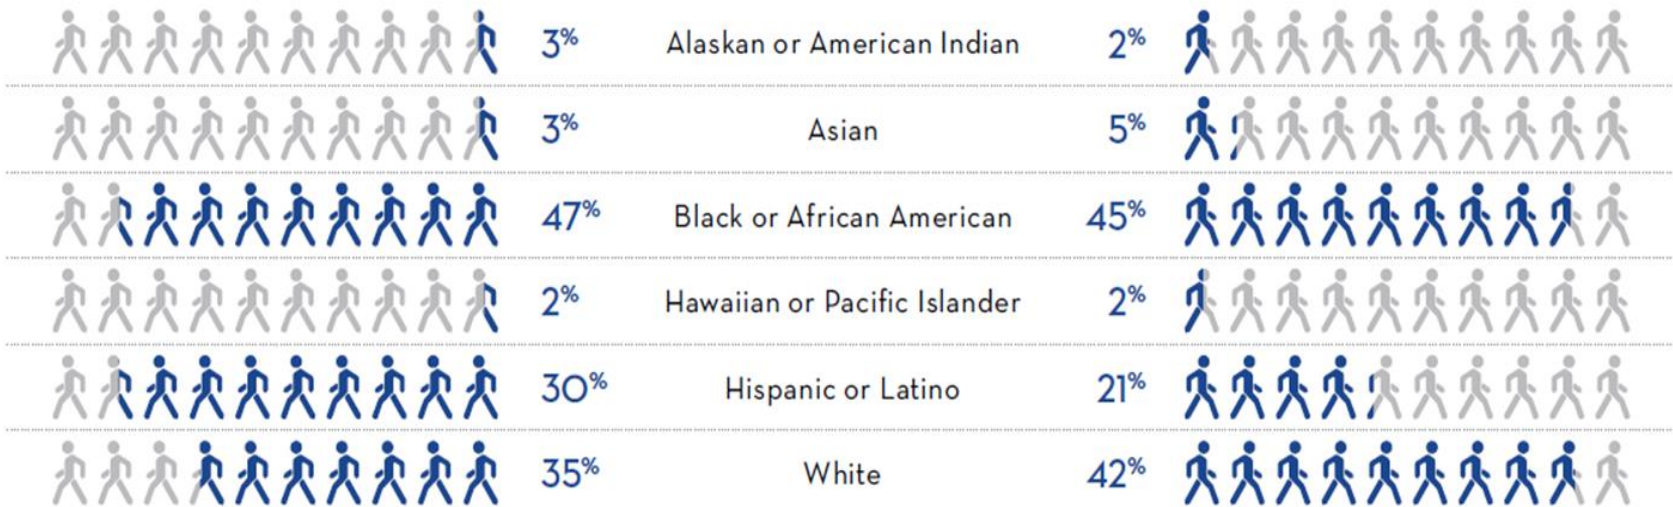 3% Alaskan or American Indian 2%
3% Asian 5%
47% Black or African American 45%
2% Hawaiian or Pacific Islander 2%
30% Hispanic or Latino 21%
35% White 42%